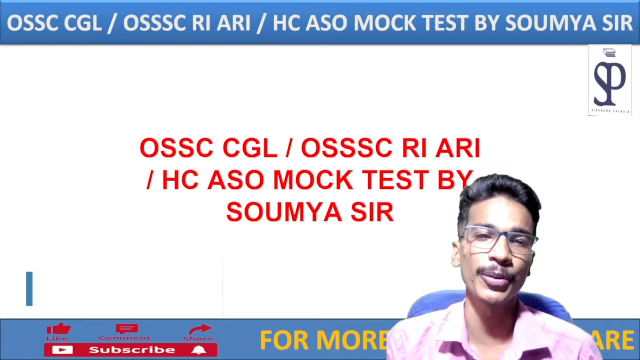 OSSC CGL / OSSSC RI ARI / HC ASO MOCK TEST BY SOUMYA SIR
SP
OSSC CGL / OSSSC RI ARI
/ HC ASO MOCK TEST BY
SOUMYA SIR
Like Comment Share
Subscribe
FOR MORE ARE